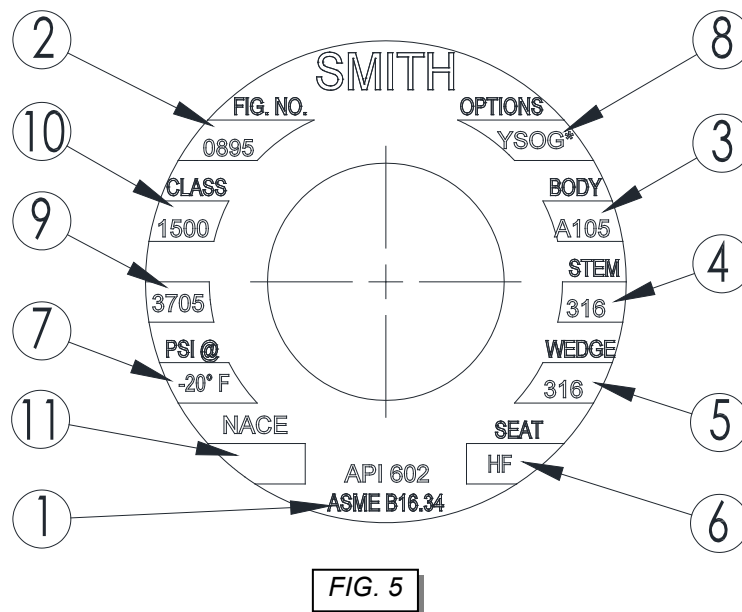 2
8
SMITH
FIG. NO.
OPTIONS
0895
YSOG*
10
3
CLASS
BODY
1500
A105
9
4
STEM
3705
316
7
PSI @
WEDGE
-20° F
316
5
11
NACE
SEAT
HF
API 602
1
ASME B16.34
6
FIG. 5